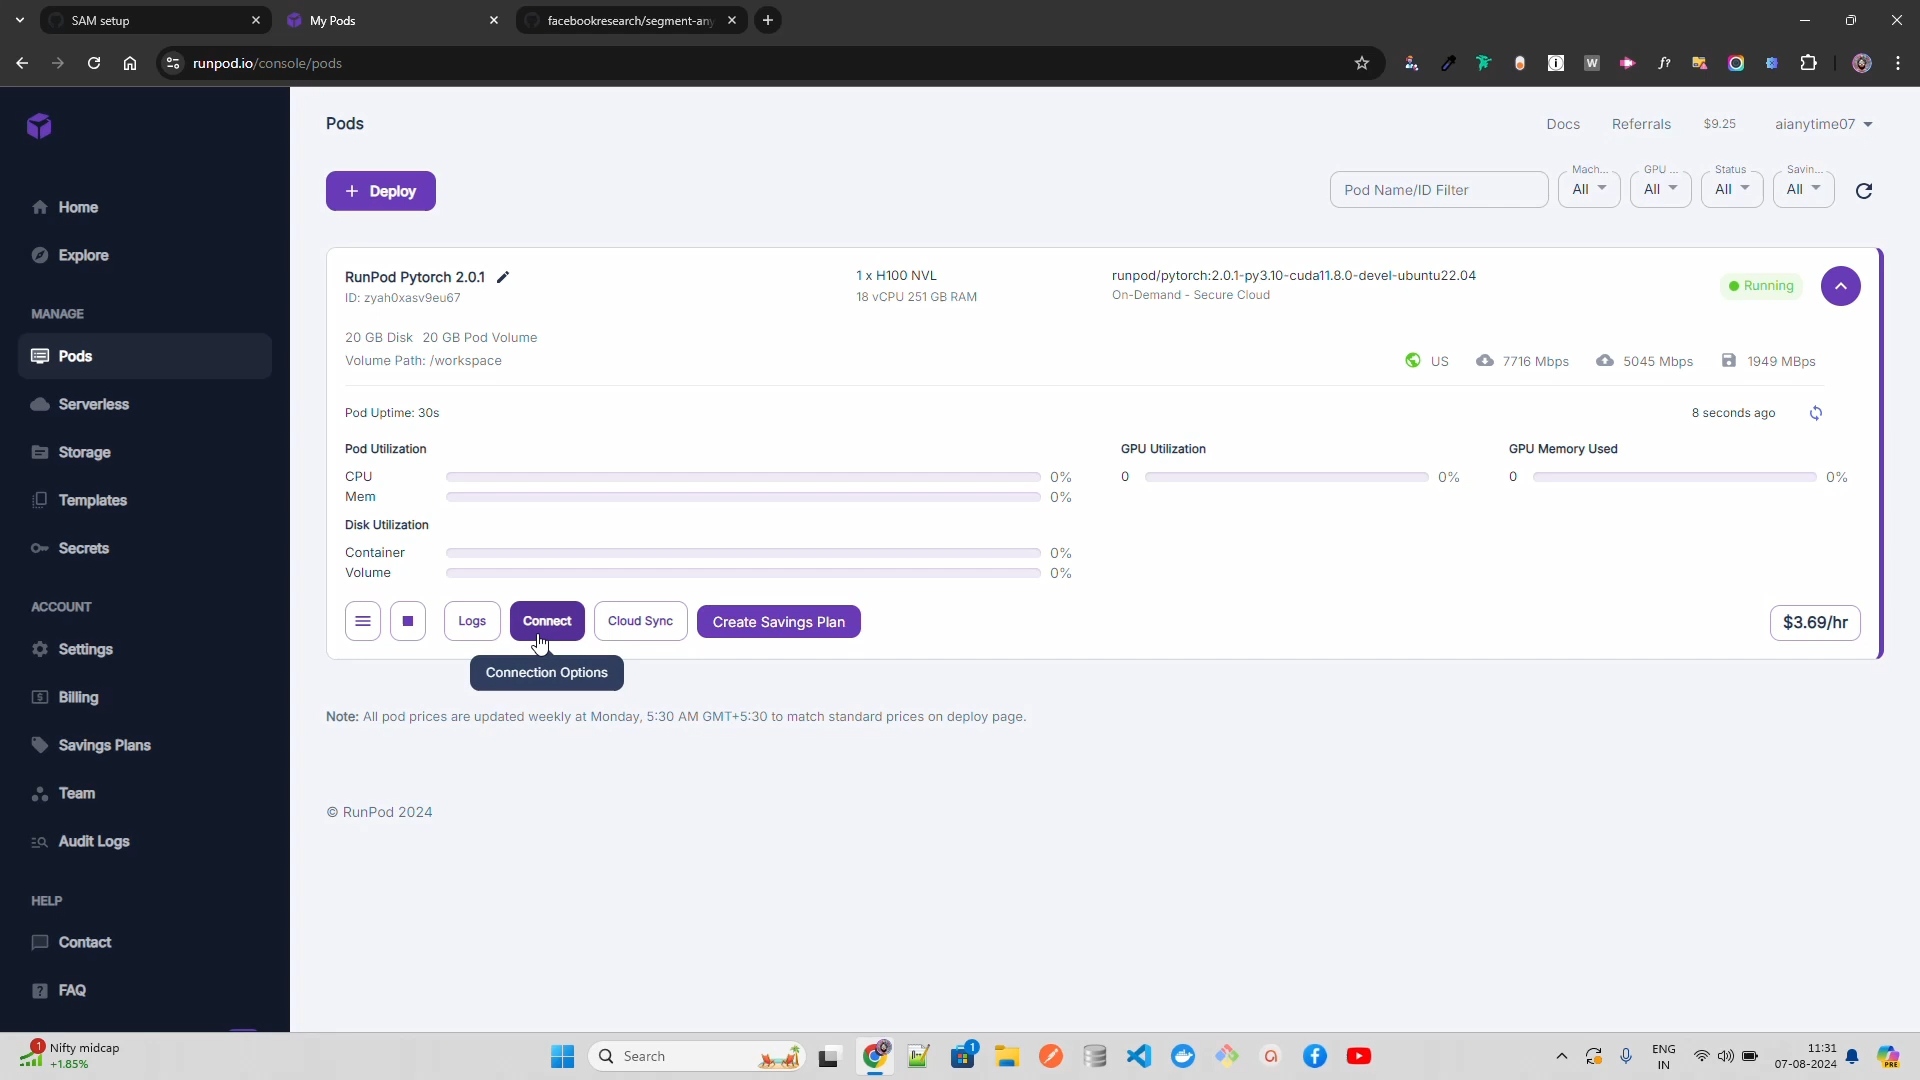 SAM setup
My Pods
facebookresearch/segment-any
runpod.io/console/pods
Pods
Docs
Referrals
$9.25
aianytime07
Deploy
Pod Name/ID Filter
Mach...
All
GPU ...
All
Status
All
Savin...
All
Home
Explore
MANAGE
Pods
Serverless
Storage
Templates
Secrets
ACCOUNT
Settings
Billing
Savings Plans
Team
Audit Logs
HELP
Contact
FAQ
RunPod Pytorch 2.0.1
ID: zyah0xasv9eu67
1 x H100 NVL
18 vCPU 251 GB RAM
runpod/pytorch:2.0.1-py3.10-cuda11.8.0-devel-ubuntu22.04
On-Demand - Secure Cloud
Running
20 GB Disk 20 GB Pod Volume
Volume Path: /workspace
US
7716 Mbps
5045 Mbps
1949 MBps
Pod Uptime: 30s
8 seconds ago
Pod Utilization
CPU 0%
Mem 0%
GPU Utilization
0 0%
GPU Memory Used
0 0%
Disk Utilization
Container 0%
Volume 0%
Logs
Connect
Cloud Sync
Create Savings Plan
$3.69/hr
Connection Options
Note: All pod prices are updated weekly at Monday, 5:30 AM GMT+5:30 to match standard prices on deploy page.
© RunPod 2024
1
Nifty midcap
+1.85%
Search
1
ENG
IN
11:31
07-08-2024
PRE